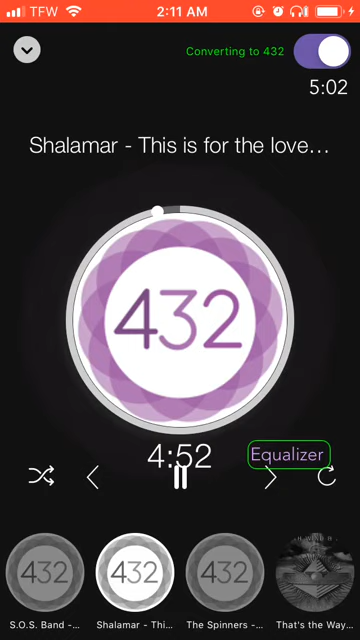 TFW 2:11 AM
Converting to 432
5:02
Shalamar - This is for the love...
432
4:52
Equalizer
432 432 432
S.O.S. Band -... Shalamar - Thi... The Spinners -... That's the Way...